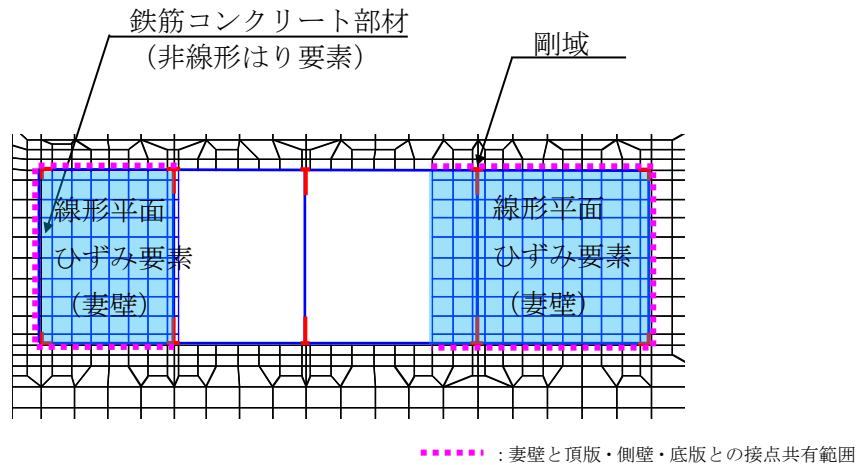 鉄筋コンクリート部材
（非線形はり要素）
剛域
線形平面
ひずみ要素
（妻壁）
線形平面
ひずみ要素
（妻壁）
：妻壁と頂版・側壁・底版との接点共有範囲